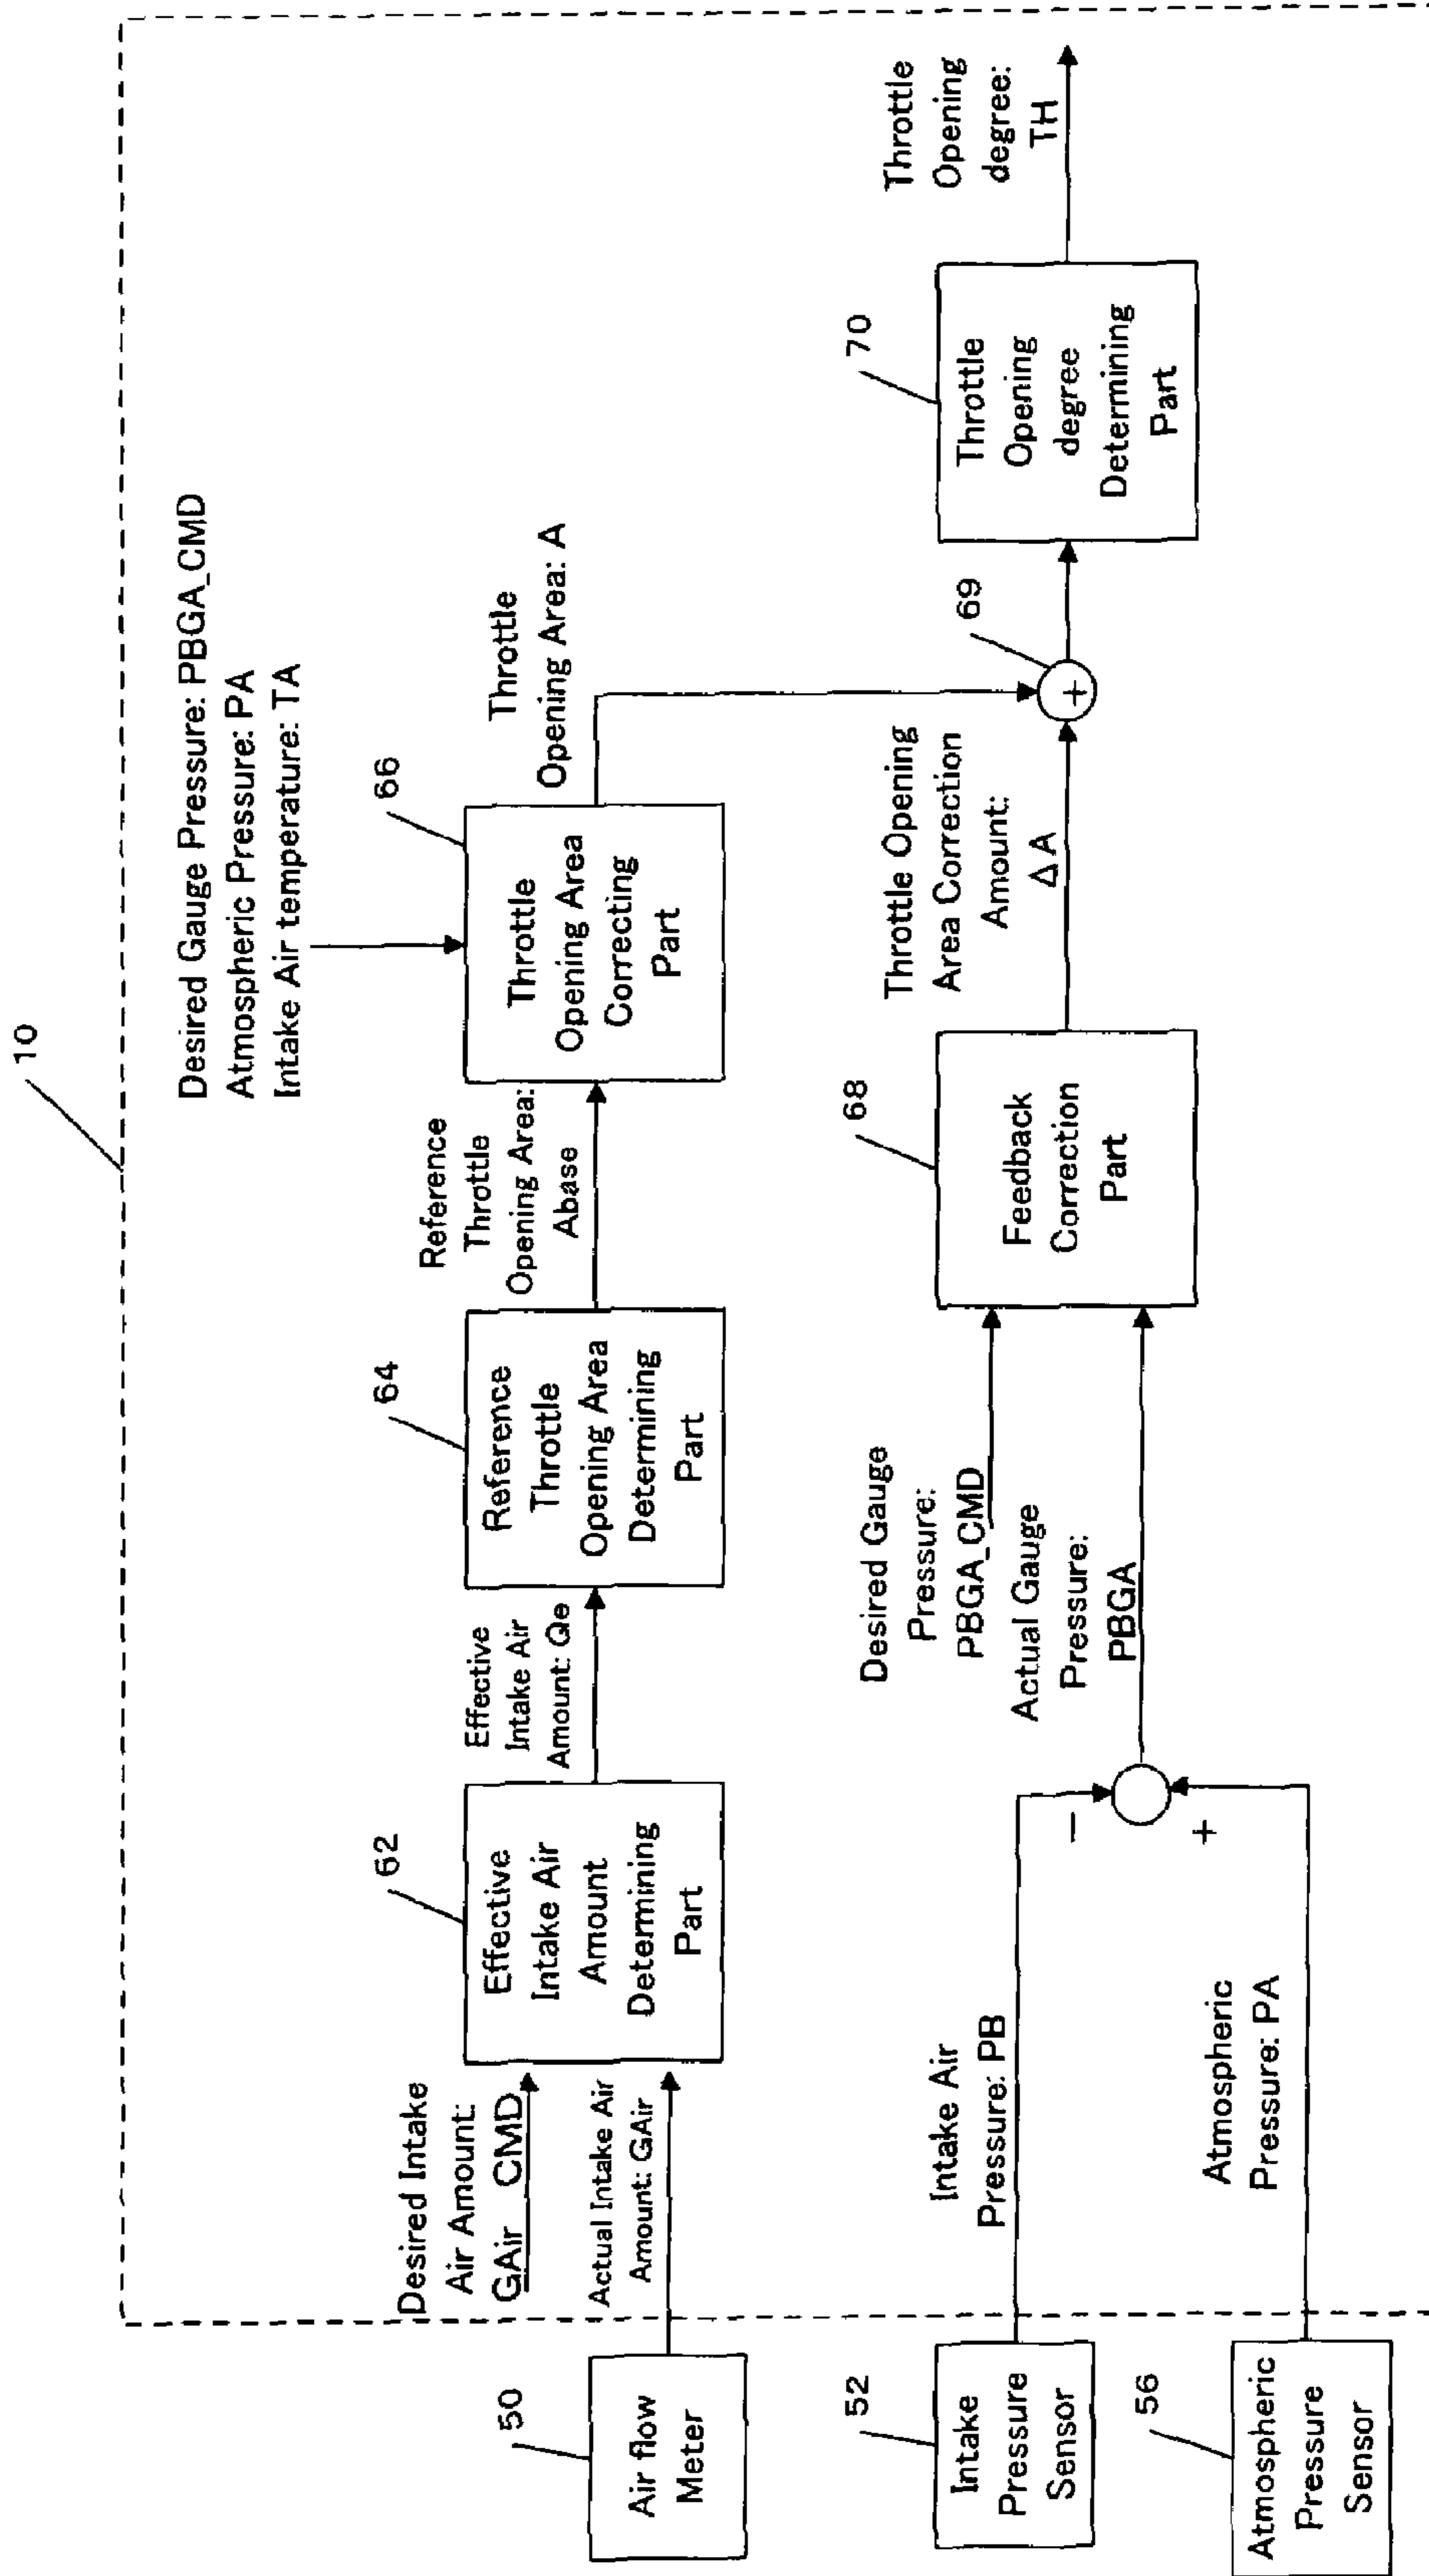 10
Desired Gauge Pressure: PBGA_CMD
Atmospheric Pressure: PA
Intake Air temperature: TA
50
Air flow
Meter
Desired Intake
Air Amount:
GAir CMD
Actual Intake Air
Amount: GAir
62
Effective
Intake Air
Amount
Determining
Part
Effective
Intake Air
Amount: Qe
64
Reference
Throttle
Opening Area
Determining
Part
Reference
Throttle
Opening Area:
Abase
66
Throttle
Opening Area
Correcting
Part
Throttle
Opening Area: A
52
Intake
Pressure
Sensor
Intake Air
Pressure: PB
56
Atmospheric
Pressure
Sensor
Atmospheric
Pressure: PA
−
+
Desired Gauge
Pressure:
PBGA_CMD
Actual Gauge
Pressure:
PBGA
68
Feedback
Correction
Part
Throttle Opening
Area Correction
Amount:
ΔA
69
+
70
Throttle
Opening
degree
Determining
Part
Throttle
Opening
degree:
TH